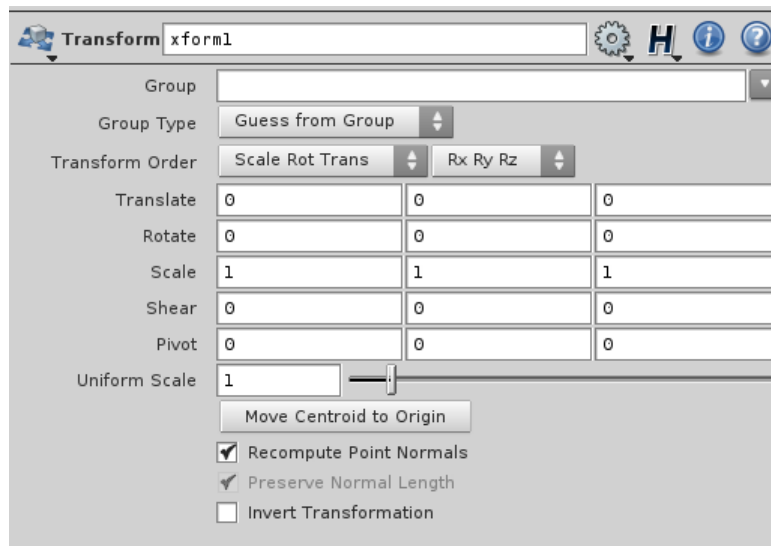 Transform xform1
Group
Group Type Guess from Group
Transform Order Scale Rot Trans Rx Ry Rz
Translate 0 0 0
Rotate 0 0 0
Scale 1 1 1
Shear 0 0 0
Pivot 0 0 0
Uniform Scale 1
Move Centroid to Origin
Recompute Point Normals
Preserve Normal Length
Invert Transformation